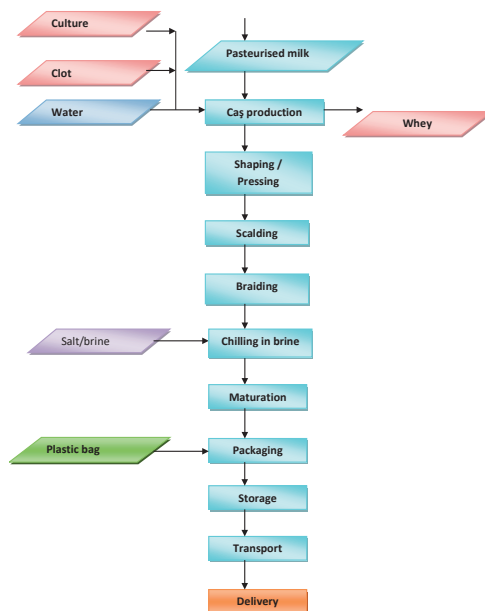 Culture
Pasteurised milk
Clot
Water
Caş production
Whey
Shaping /
Pressing
Scalding
Braiding
Salt/brine
Chilling in brine
Maturation
Plastic bag
Packaging
Storage
Transport
Delivery